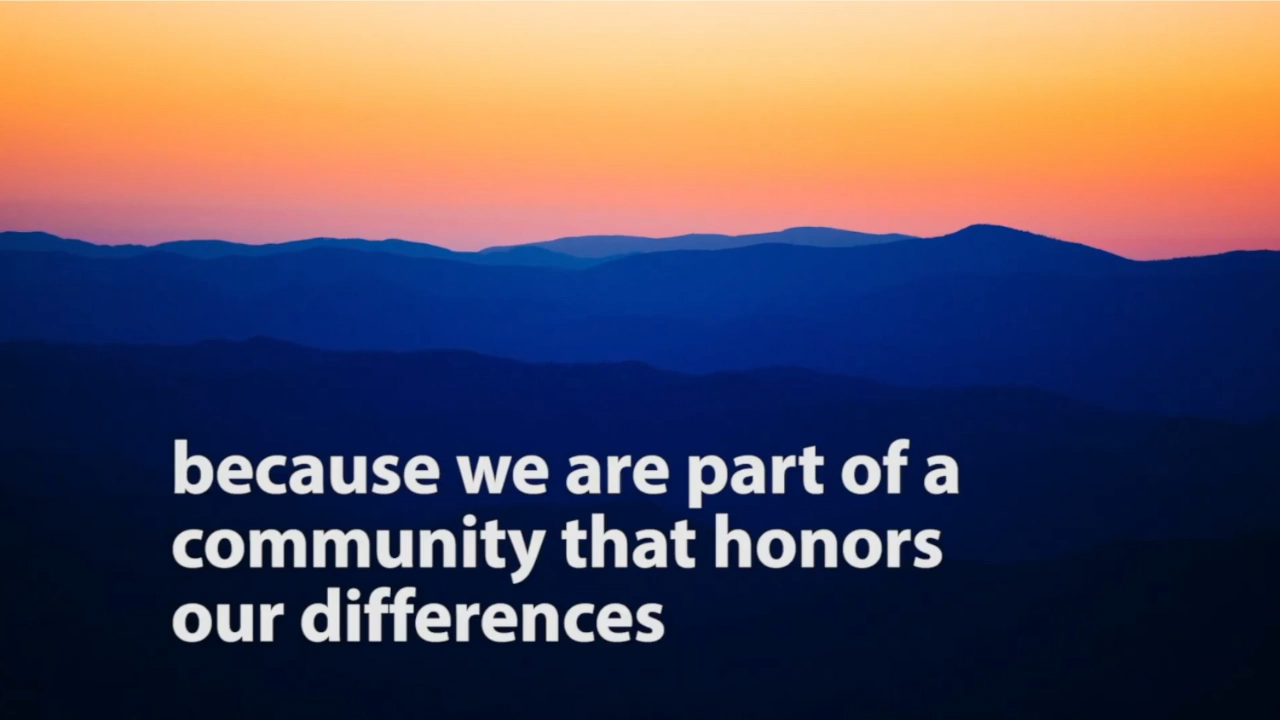 because we are part of a
community that honors
our differences